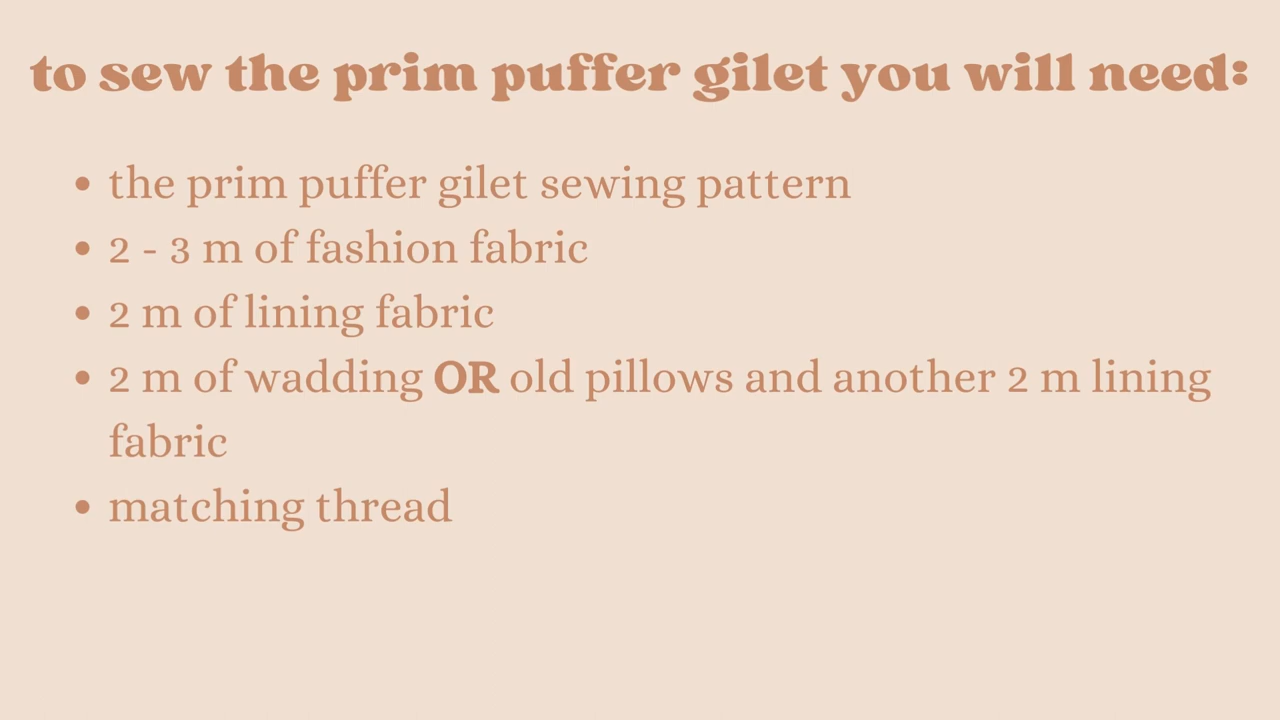 to sew the prim puffer gilet you will need:
• the prim puffer gilet sewing pattern
• 2 - 3 m of fashion fabric
• 2 m of lining fabric
• 2 m of wadding OR old pillows and another 2 m lining
fabric
• matching thread